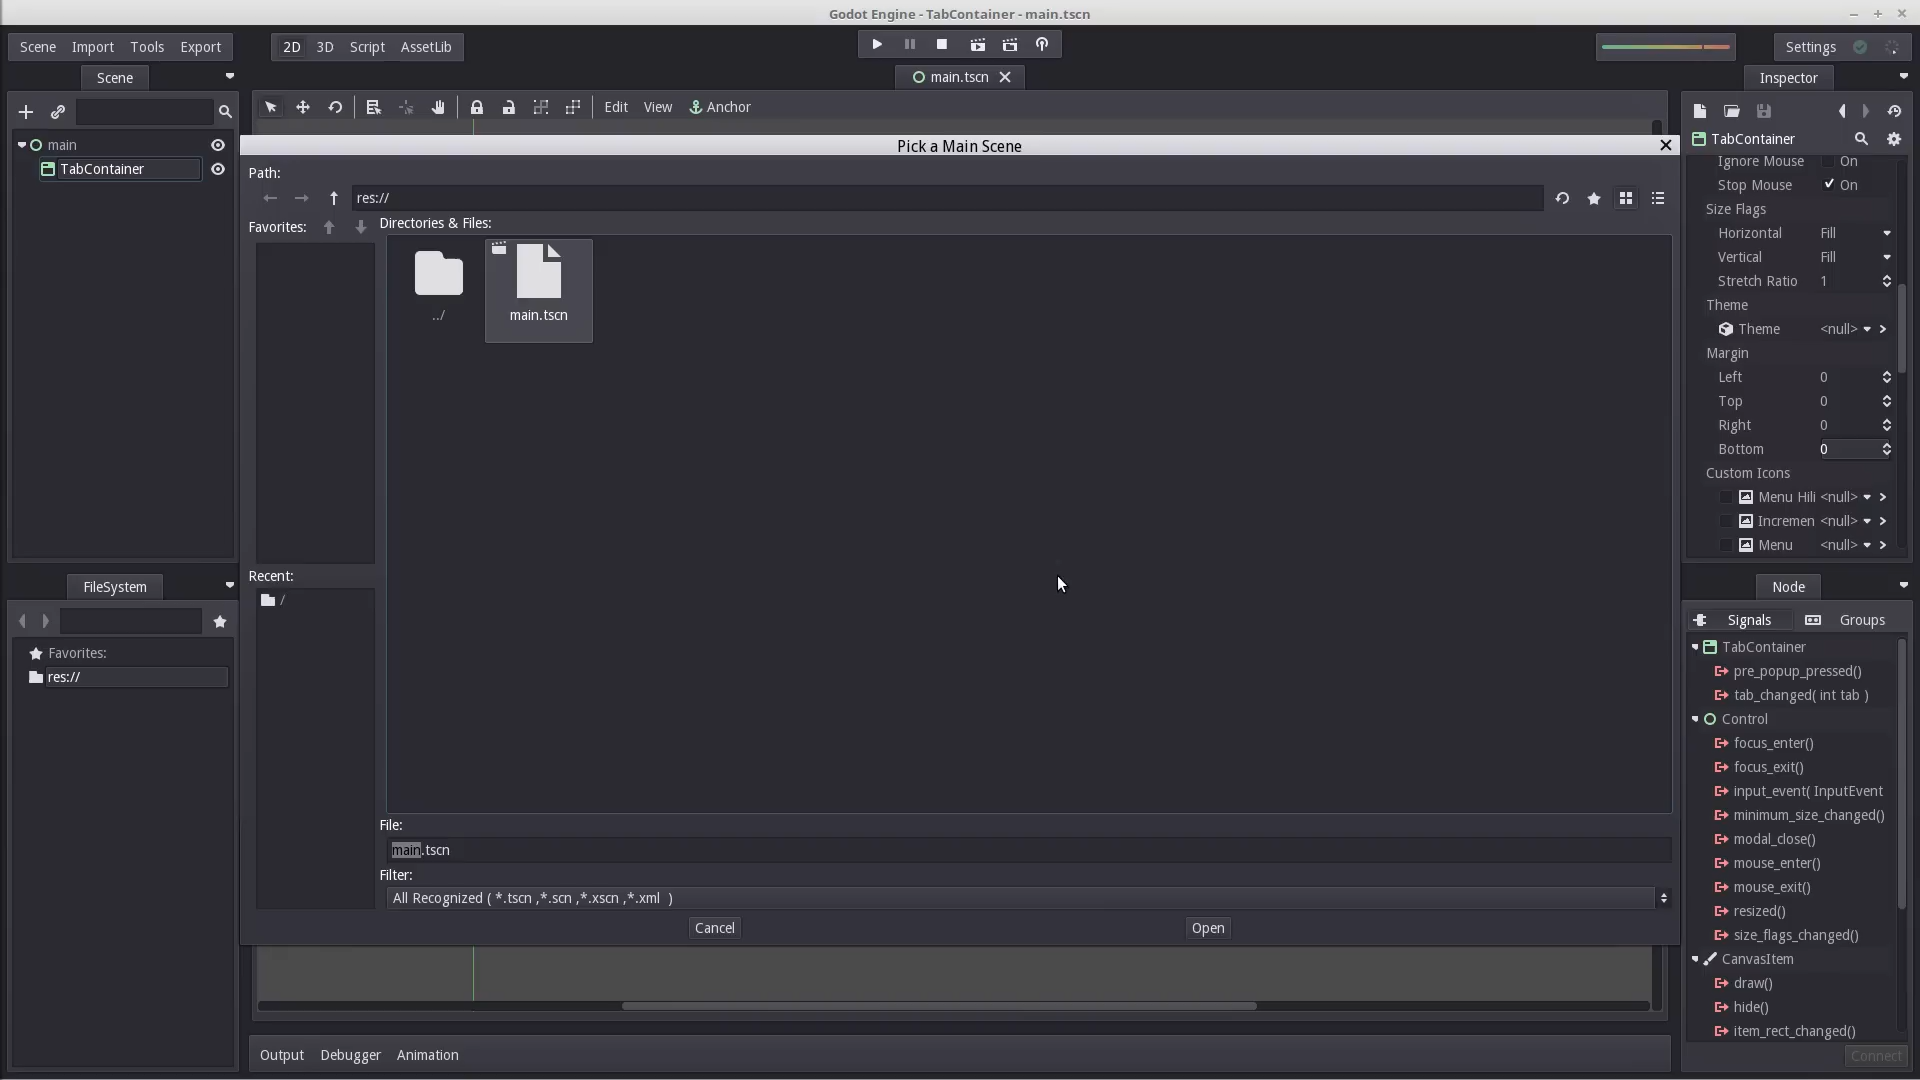 Godot Engine - TabContainer - main.tscn
Scene Import Tools Export
2D 3D Script AssetLib
Settings
Scene
main.tscn
Inspector
Edit View Anchor
main
TabContainer
TabContainer
Pick a Main Scene
Path:
res://
Favorites:
Directories & Files:
../
main.tscn
Recent:
/
File:
main.tscn
Filter:
All Recognized ( *.tscn ,*.scn ,*.xscn ,*.xml )
Cancel
Open
Ignore Mouse On
Stop Mouse On
Size Flags
Horizontal Fill
Vertical Fill
Stretch Ratio 1
Theme
Theme <null>
Margin
Left 0
Top 0
Right 0
Bottom 0
Custom Icons
Menu Hili <null>
Incremen <null>
Menu <null>
FileSystem
Favorites:
res://
Node
Signals Groups
TabContainer
pre_popup_pressed()
tab_changed( int tab )
Control
focus_enter()
focus_exit()
input_event( InputEvent
minimum_size_changed()
modal_close()
mouse_enter()
mouse_exit()
resized()
size_flags_changed()
CanvasItem
draw()
hide()
item_rect_changed()
Connect
Output Debugger Animation